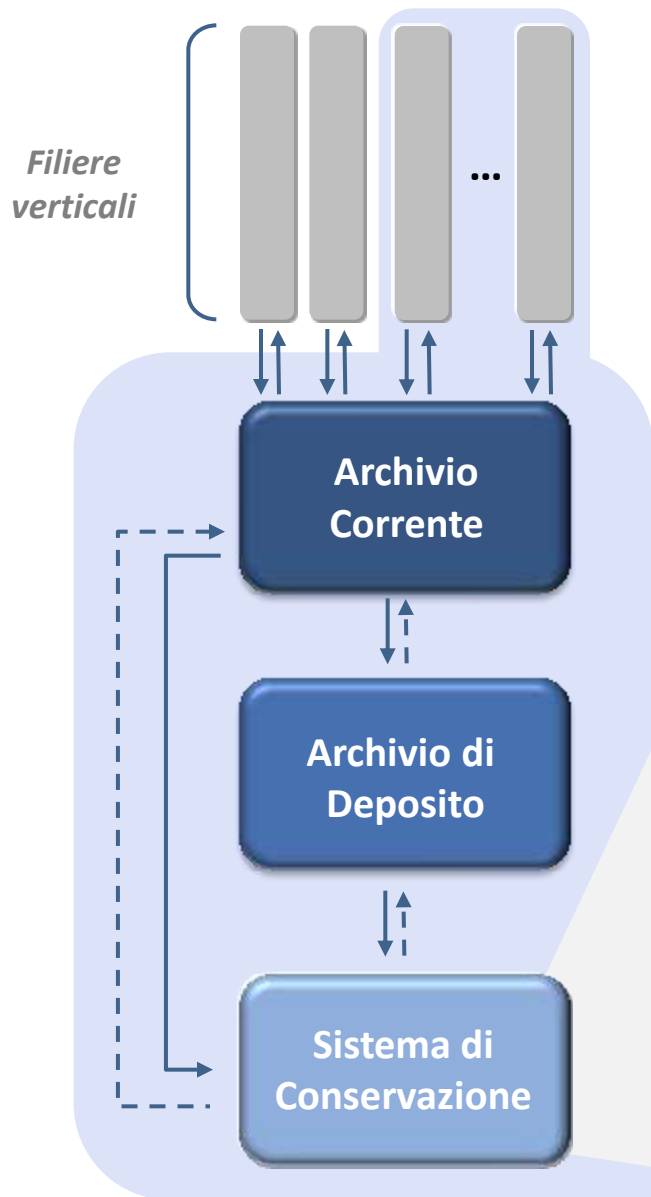 Filiere
verticali
...
Archivio
Corrente
Archivio di
Deposito
Sistema di
Conservazione